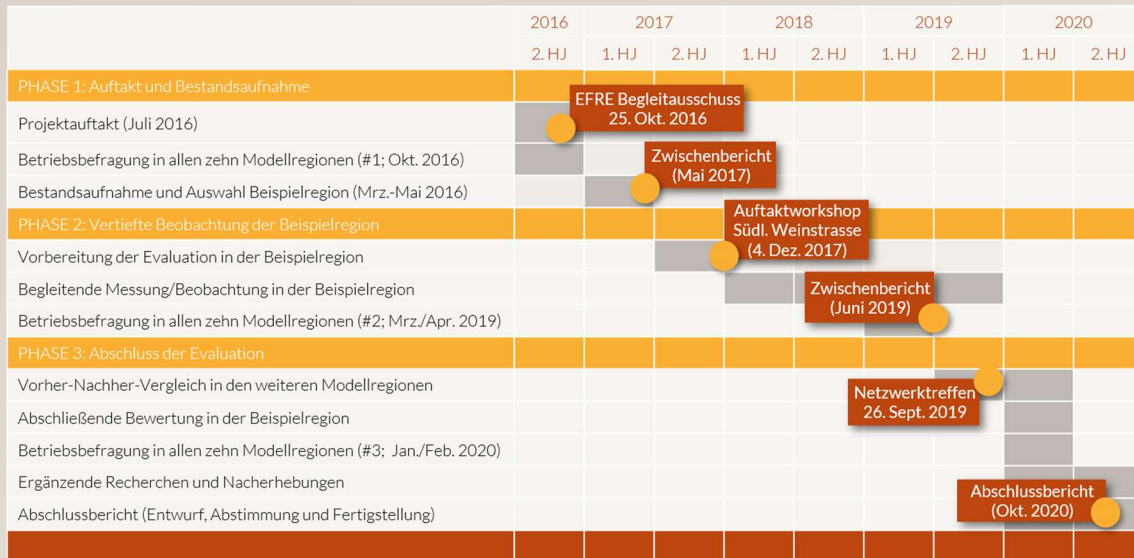 2016 2017 2018 2019 2020
2. HJ 1. HJ 2. HJ 1. HJ 2. HJ 1. HJ 2. HJ 1. HJ 2. HJ
PHASE 1: Auftakt und Bestandsaufnahme
EFRE Begleitausschuss
25. Okt. 2016
Projektauftakt (Juli 2016)
Betriebsbefragung in allen zehn Modellregionen (#1; Okt. 2016)
Zwischenbericht
(Mai 2017)
Bestandsaufnahme und Auswahl Beispielregion (Mrz.-Mai 2016)
PHASE 2: Vertiefte Beobachtung der Beispielregion
Auftaktworkshop
Südl. Weinstrasse
(4. Dez. 2017)
Vorbereitung der Evaluation in der Beispielregion
Begleitende Messung/Beobachtung in der Beispielregion
Zwischenbericht
(Juni 2019)
Betriebsbefragung in allen zehn Modellregionen (#2; Mrz./Apr. 2019)
PHASE 3: Abschluss der Evaluation
Vorher-Nachher-Vergleich in den weiteren Modellregionen
Netzwerktreffen
26. Sept. 2019
Abschließende Bewertung in der Beispielregion
Betriebsbefragung in allen zehn Modellregionen (#3; Jan./Feb. 2020)
Ergänzende Recherchen und Nacherhebungen
Abschlussbericht
(Okt. 2020)
Abschlussbericht (Entwurf, Abstimmung und Fertigstellung)